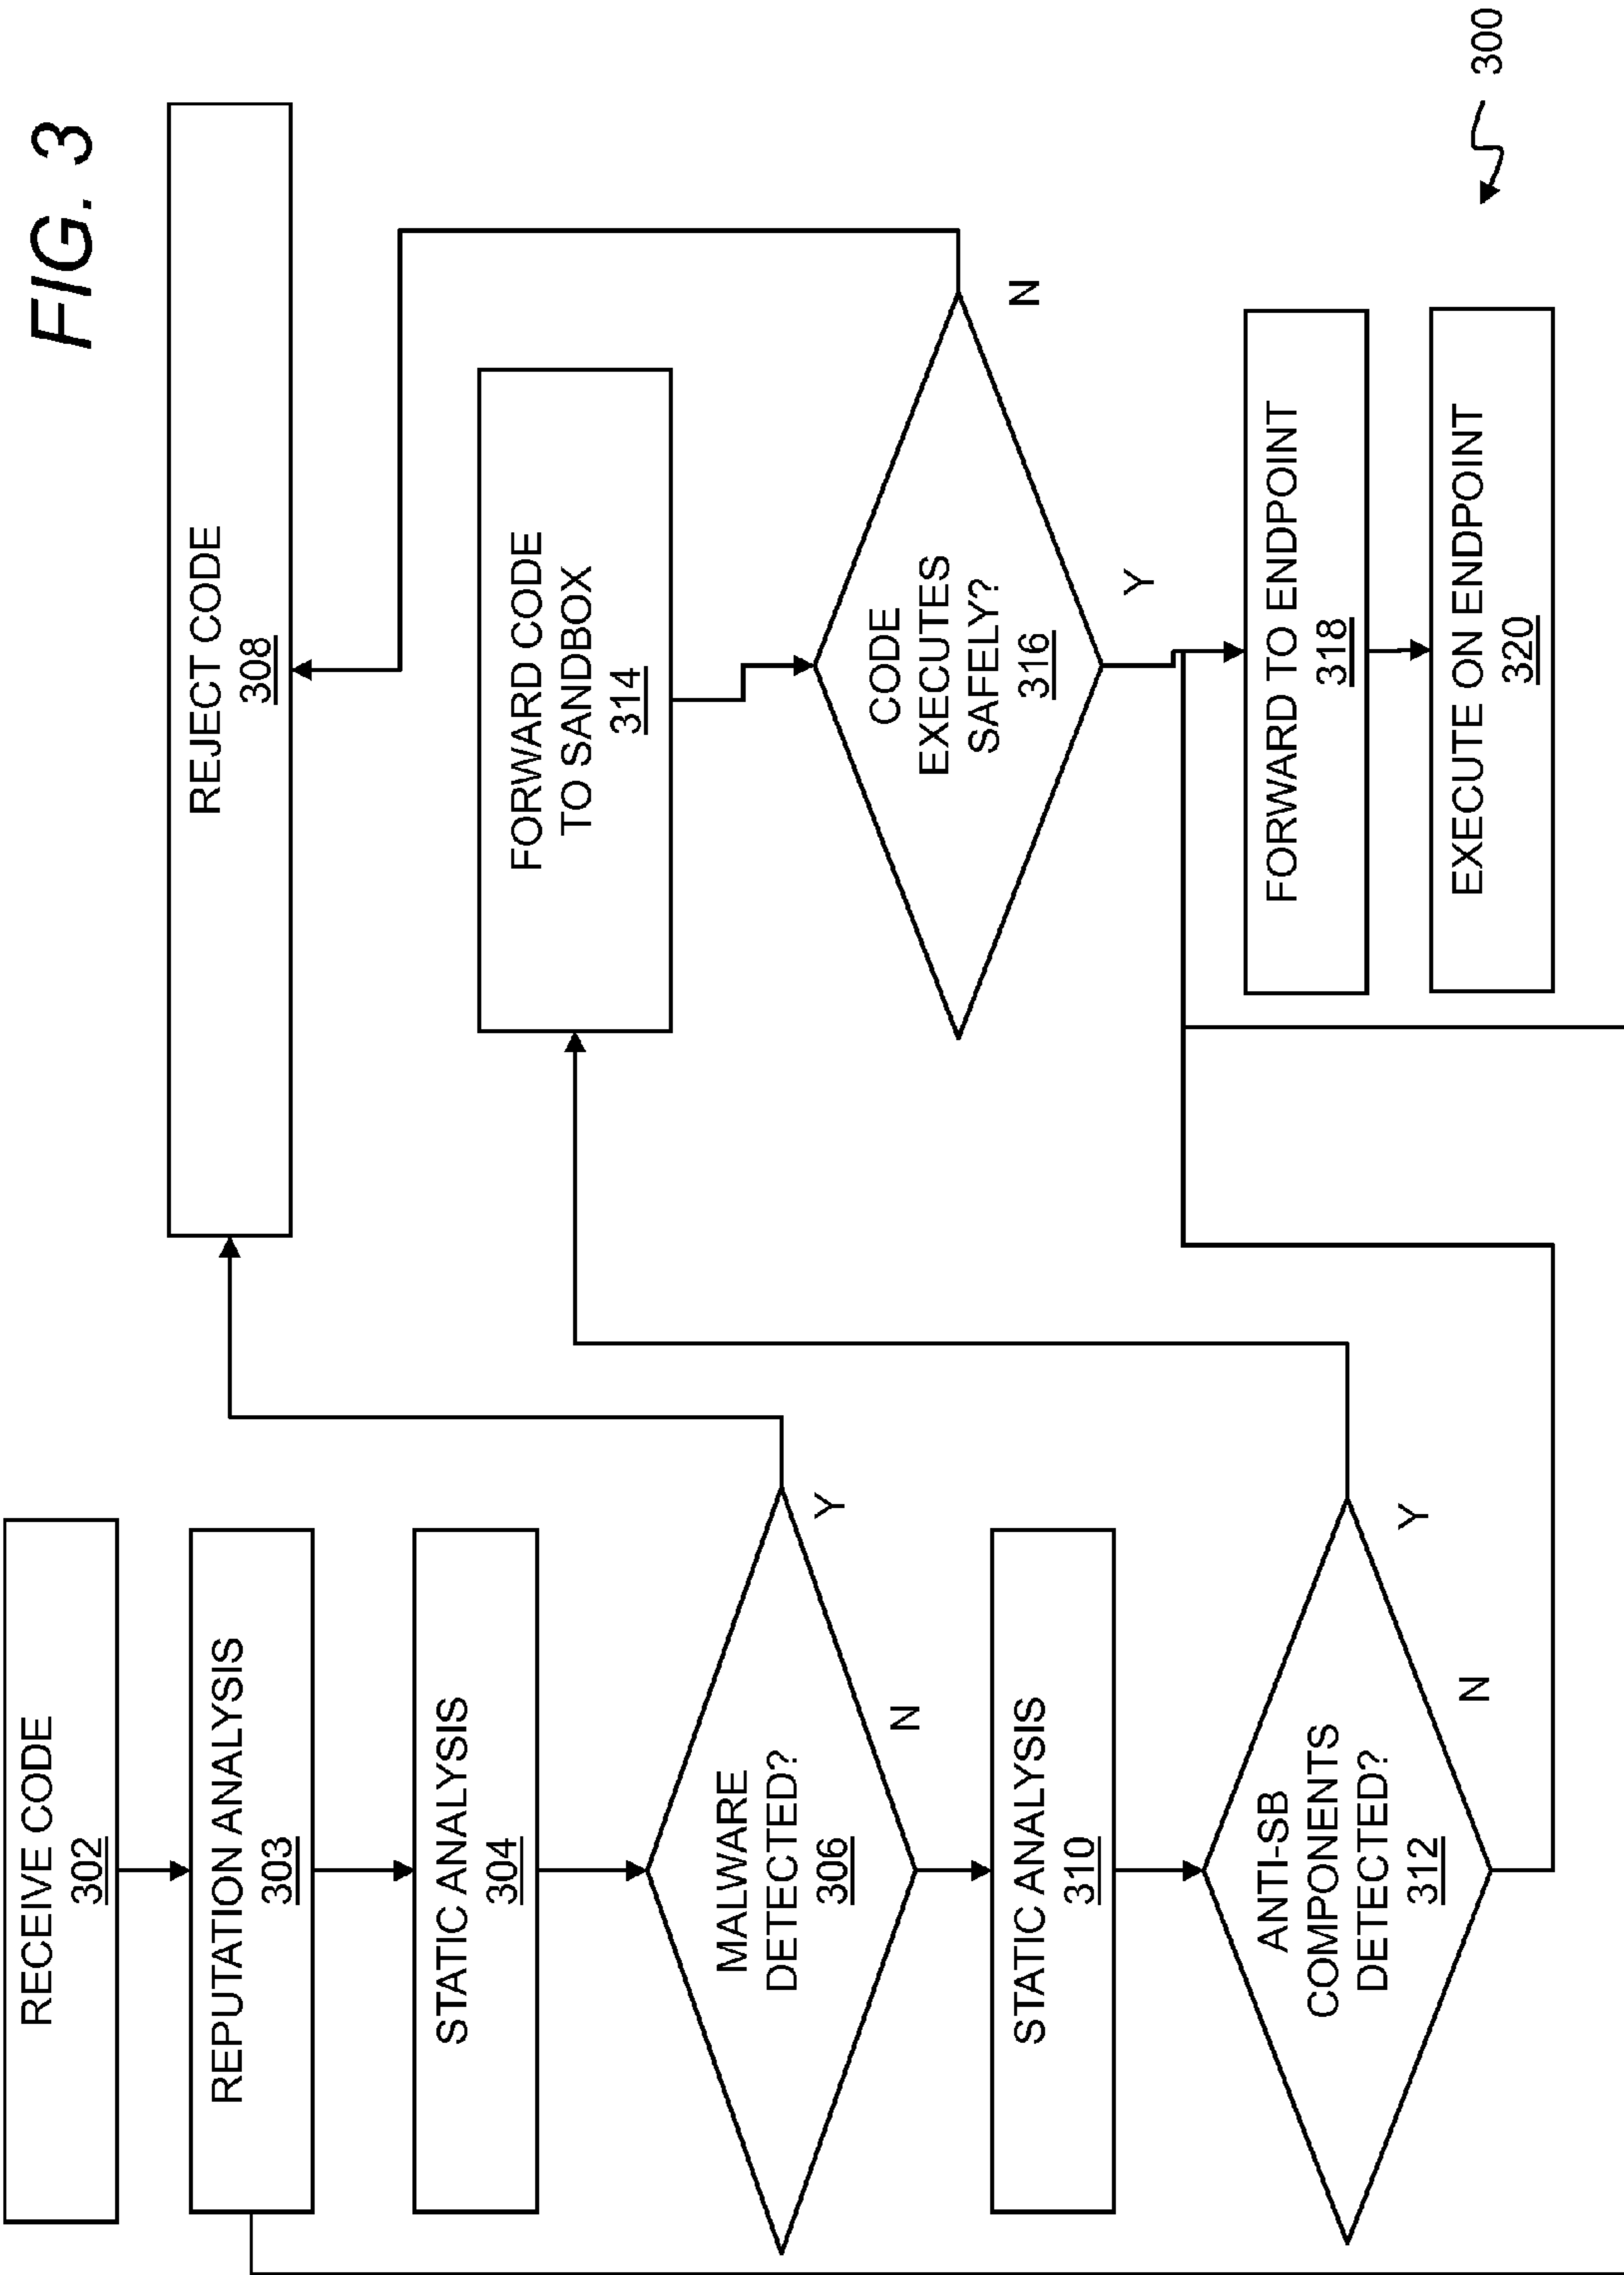 FIG. 3
RECEIVE CODE
302
REPUTATION ANALYSIS
303
STATIC ANALYSIS
304
MALWARE
DETECTED?
306
Y
N
REJECT CODE
308
STATIC ANALYSIS
310
ANTI-SB
COMPONENTS
DETECTED?
312
Y
N
FORWARD CODE
TO SANDBOX
314
CODE
EXECUTES
SAFELY?
316
N
Y
FORWARD TO ENDPOINT
318
EXECUTE ON ENDPOINT
320
300